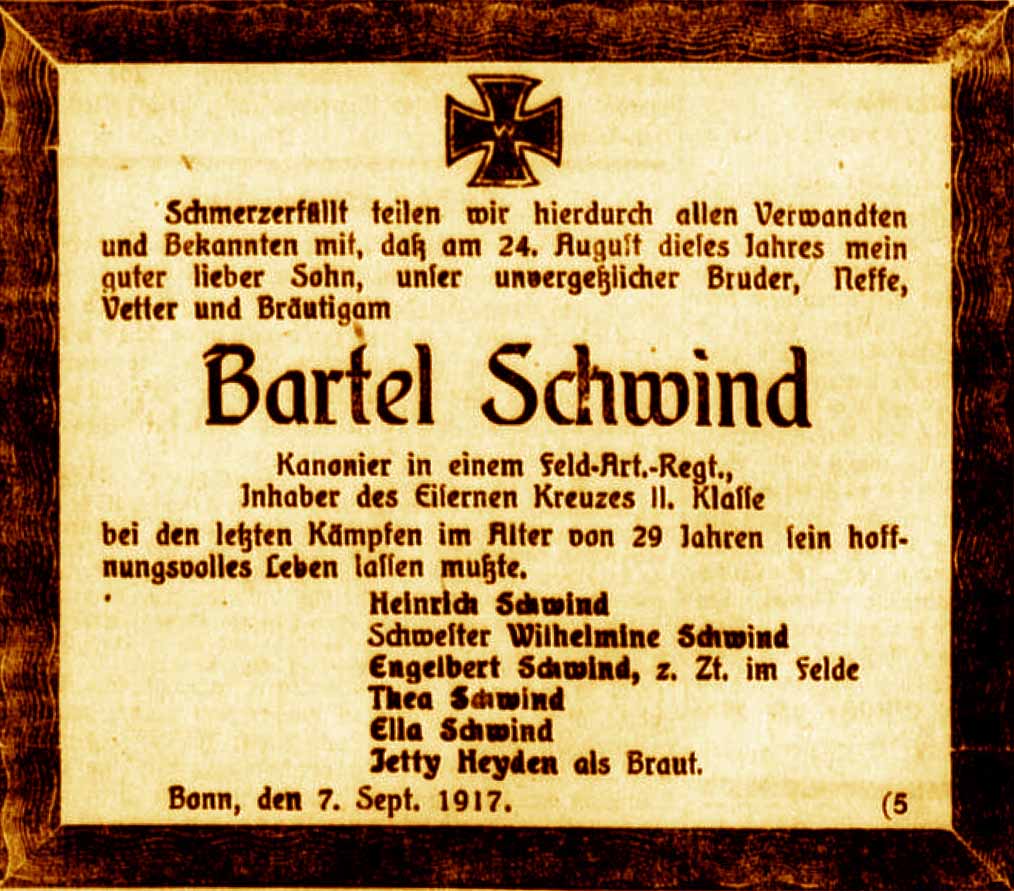 W
Schmerzerfüllt teilen wir hierdurch allen Verwandten
und Bekannten mit, daß am 24. August dieses Jahres mein
guter lieber Sohn, unser unvergeßlicher Bruder, Neffe,
Vetter und Bräutigam
Bartel Schwind
Kanonier in einem Feld-Art.-Regt.,
Inhaber des Eisernen Kreuzes II. Klasse
bei den letzten Kämpfen im Alter von 29 Jahren sein hoff-
nungsvolles Leben lassen mußte.
Heinrich Schwind
Schwester Wilhelmine Schwind
Engelbert Schwind, z. Zt. im Felde
Thea Schwind
Ella Schwind
Jetty Heyden als Braut.
Bonn, den 7. Sept. 1917.
(5